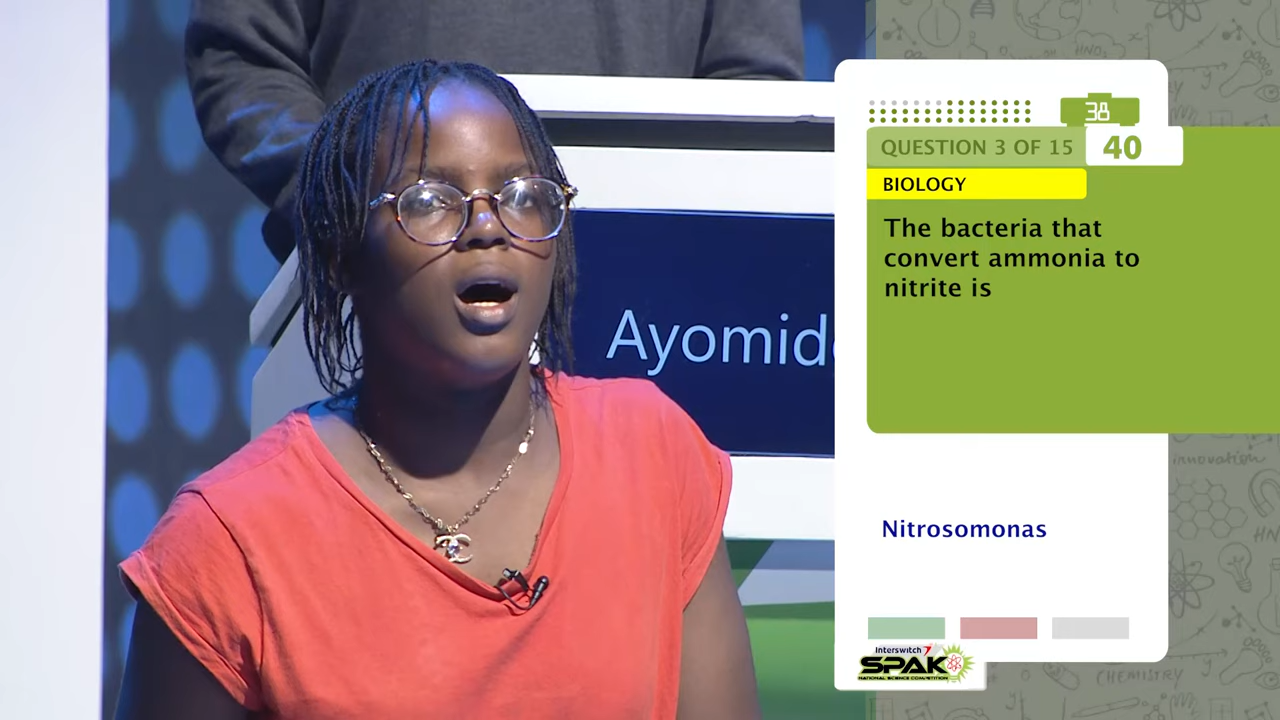 Ayomide
38
QUESTION 3 OF 15
40
BIOLOGY
The bacteria that
convert ammonia to
nitrite is
Nitrosomonas
Interswitch
SPAK
NATIONAL SCIENCE COMPETITION
innovation
CHEMISTRY